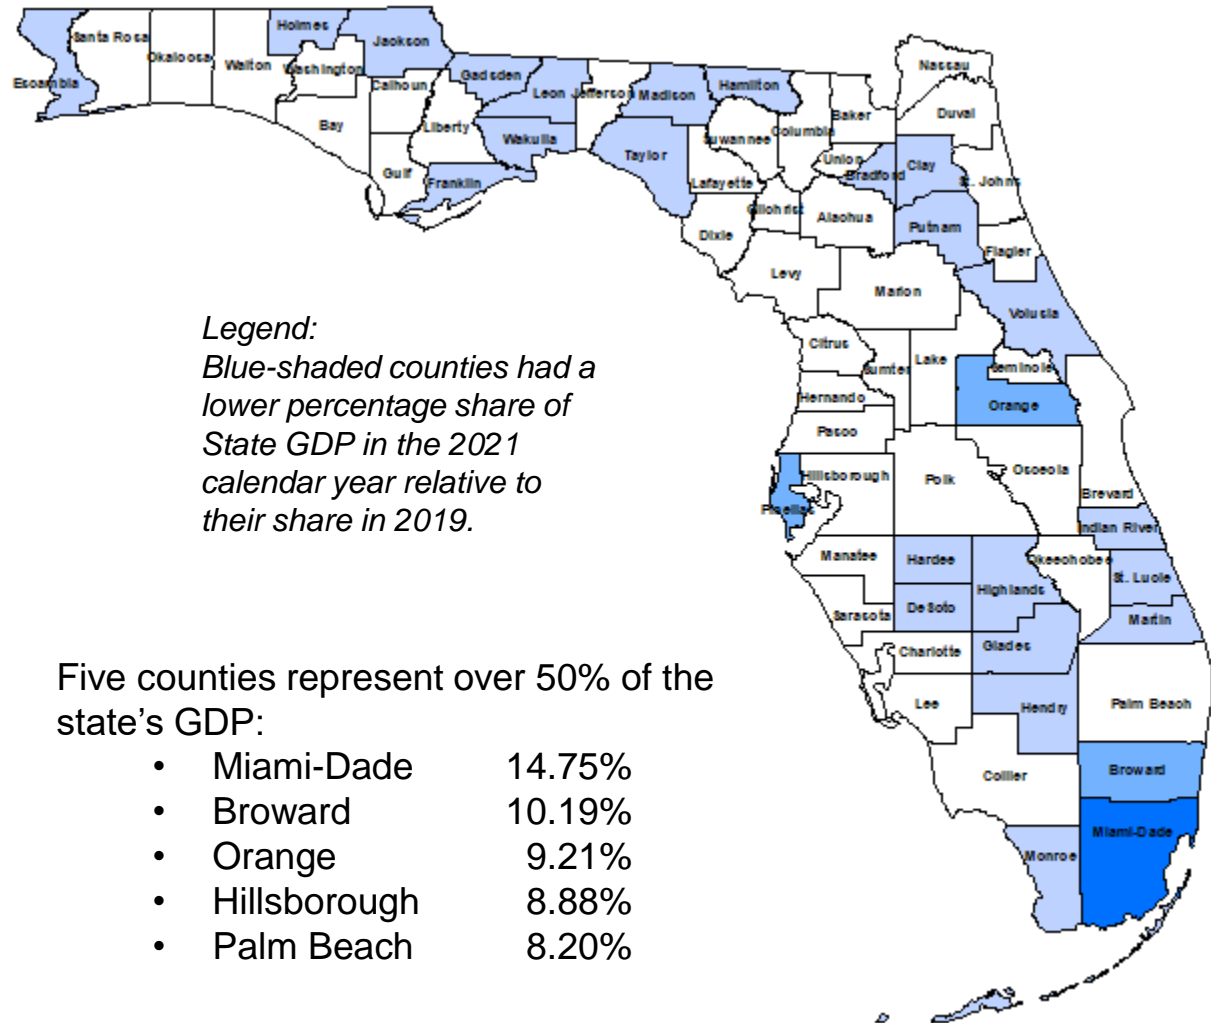 Holmes
Santa Rosa
Jackson
Okaloosa
Walton
Washington
Escambia
Calhoun
Gadsden
Leon
Jefferson
Madison
Hamilton
Nassau
Bay
Liberty
Wakulla
Taylor
Suwannee
Columbia
Baker
Duval
Gulf
Franklin
Lafayette
Union
Bradford
Clay
St. Johns
Gilchrist
Alachua
Putnam
Dixie
Flagler
Levy
Marion
Volusia
Legend:
Blue-shaded counties had a
lower percentage share of
State GDP in the 2021
calendar year relative to
their share in 2019.
Citrus
Sumter
Lake
Seminole
Hernando
Orange
Pasco
Hillsborough
Polk
Osceola
Brevard
Pinellas
Indian River
Manatee
Hardee
Okeechobee
Highlands
St. Lucie
DeSoto
Sarasota
Martin
Charlotte
Glades
Lee
Hendry
Palm Beach
Collier
Broward
Miami-Dade
Monroe
Five counties represent over 50% of the
state’s GDP:
• Miami-Dade 14.75%
• Broward 10.19%
• Orange 9.21%
• Hillsborough 8.88%
• Palm Beach 8.20%